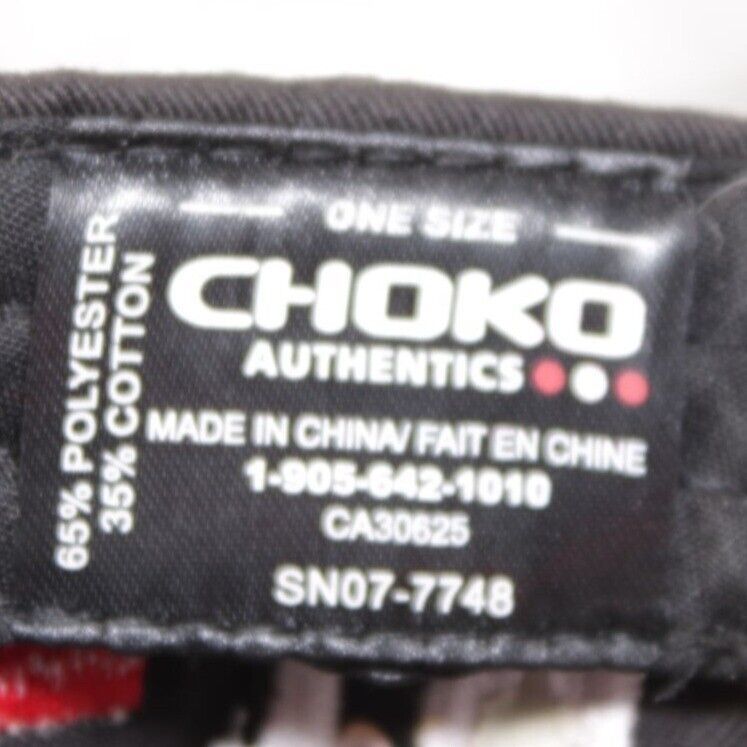 ONE SIZE
CHOKO
AUTHENTICS
MADE IN CHINA/ FAIT EN CHINE
1-905-642-1010
CA30625
SN07-7748
65% POLYESTER
35% COTTON